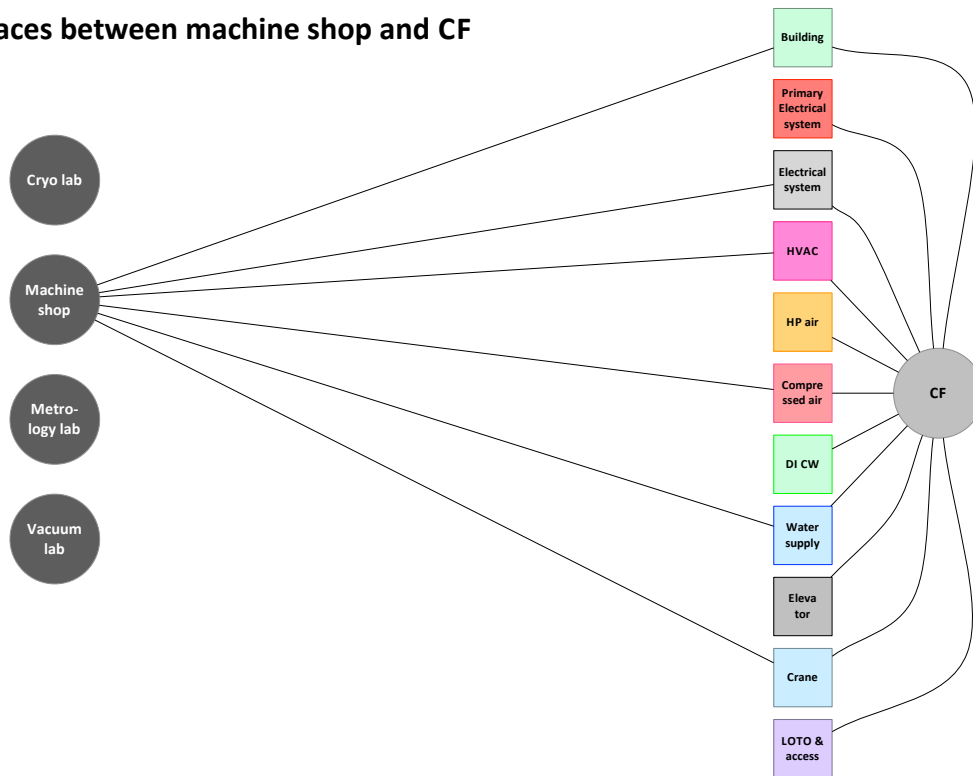 aces between machine shop and CF
Building
Primary
Electrical
system
Cryo lab
Electrical
system
HVAC
Machine
shop
HP air
Compre
ssed air
CF
Metro-
logy lab
DI CW
Vacuum
lab
Water
supply
Eleva
tor
Crane
LOTO &
access